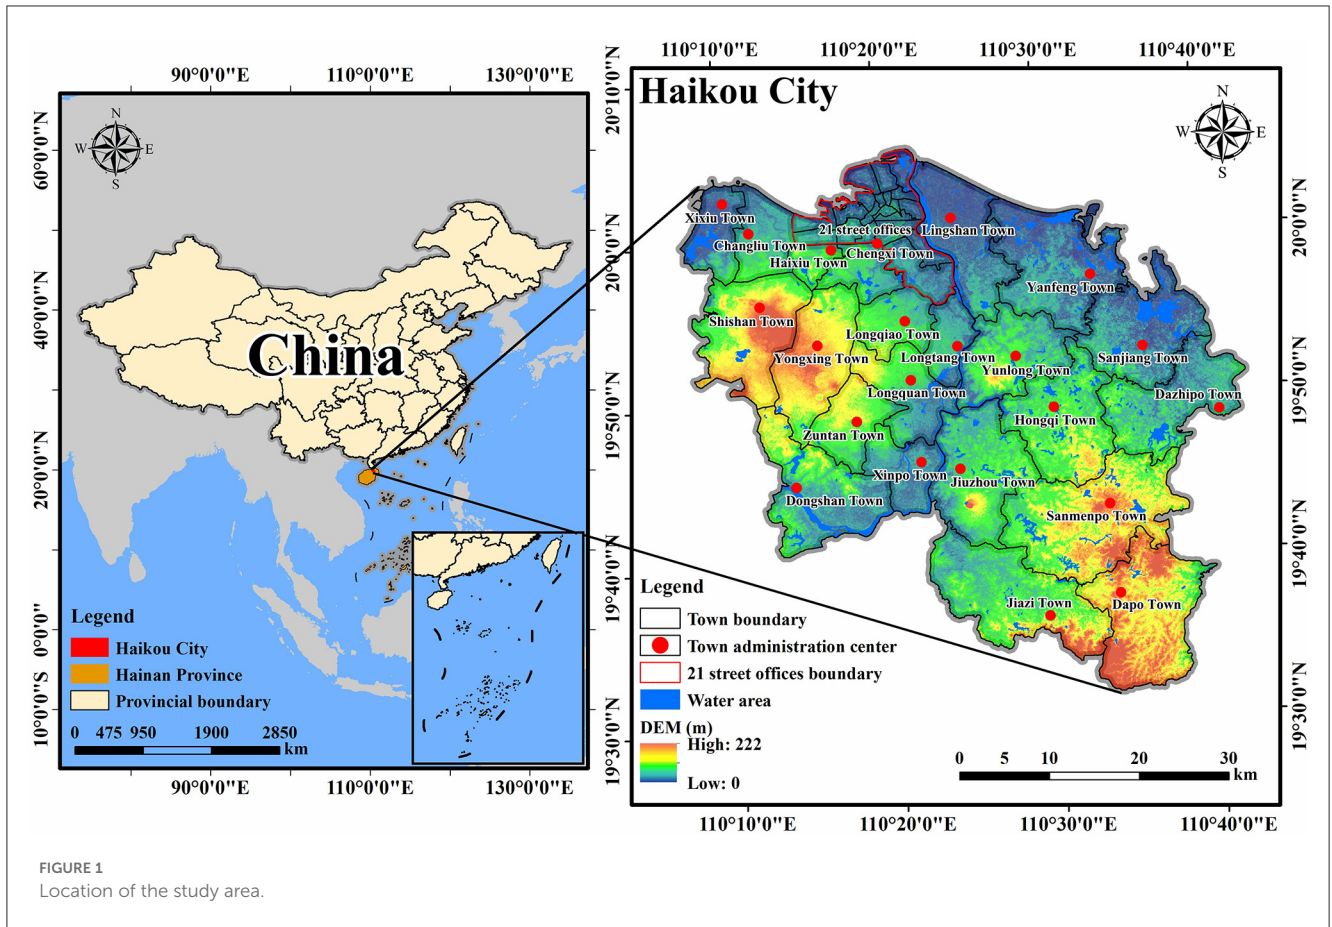 90°0'0"E 110°0'0"E 130°0'0"E
60°0'0"N
40°0'0"N
20°0'0"N
0°0'0"S
10°0'0"S
N
W E
S
China
Legend
Haikou City
Hainan Province
Provincial boundary
0 475 950 1900 2850
km
90°0'0"E 110°0'0"E 130°0'0"E
110°10'0"E 110°20'0"E 110°30'0"E 110°40'0"E
20°10'0"N
20°0'0"N
19°50'0"N
19°40'0"N
19°30'0"N
Haikou City
N
W E
S
Xixiu Town
Changliu Town
Haixiu Town
21 street offices
Chengxi Town
Lingshan Town
Yanfeng Town
Shishan Town
Yongxing Town
Longqiao Town
Longtang Town
Yunlong Town
Sanjiang Town
Longquan Town
Dazhipo Town
Hongqi Town
Zuntan Town
Xinpo Town
Jiuzhou Town
Dongshan Town
Sanmenpo Town
Jiazi Town
Dapo Town
Legend
Town boundary
Town administration center
21 street offices boundary
Water area
DEM (m)
High: 222
Low: 0
0 5 10 20 30
km
20°0'0"N
19°5'0"N
19°4'0"N
19°3'0"N
110°10'0"E 110°20'0"E 110°30'0"E 110°40'0"E
FIGURE 1
Location of the study area.